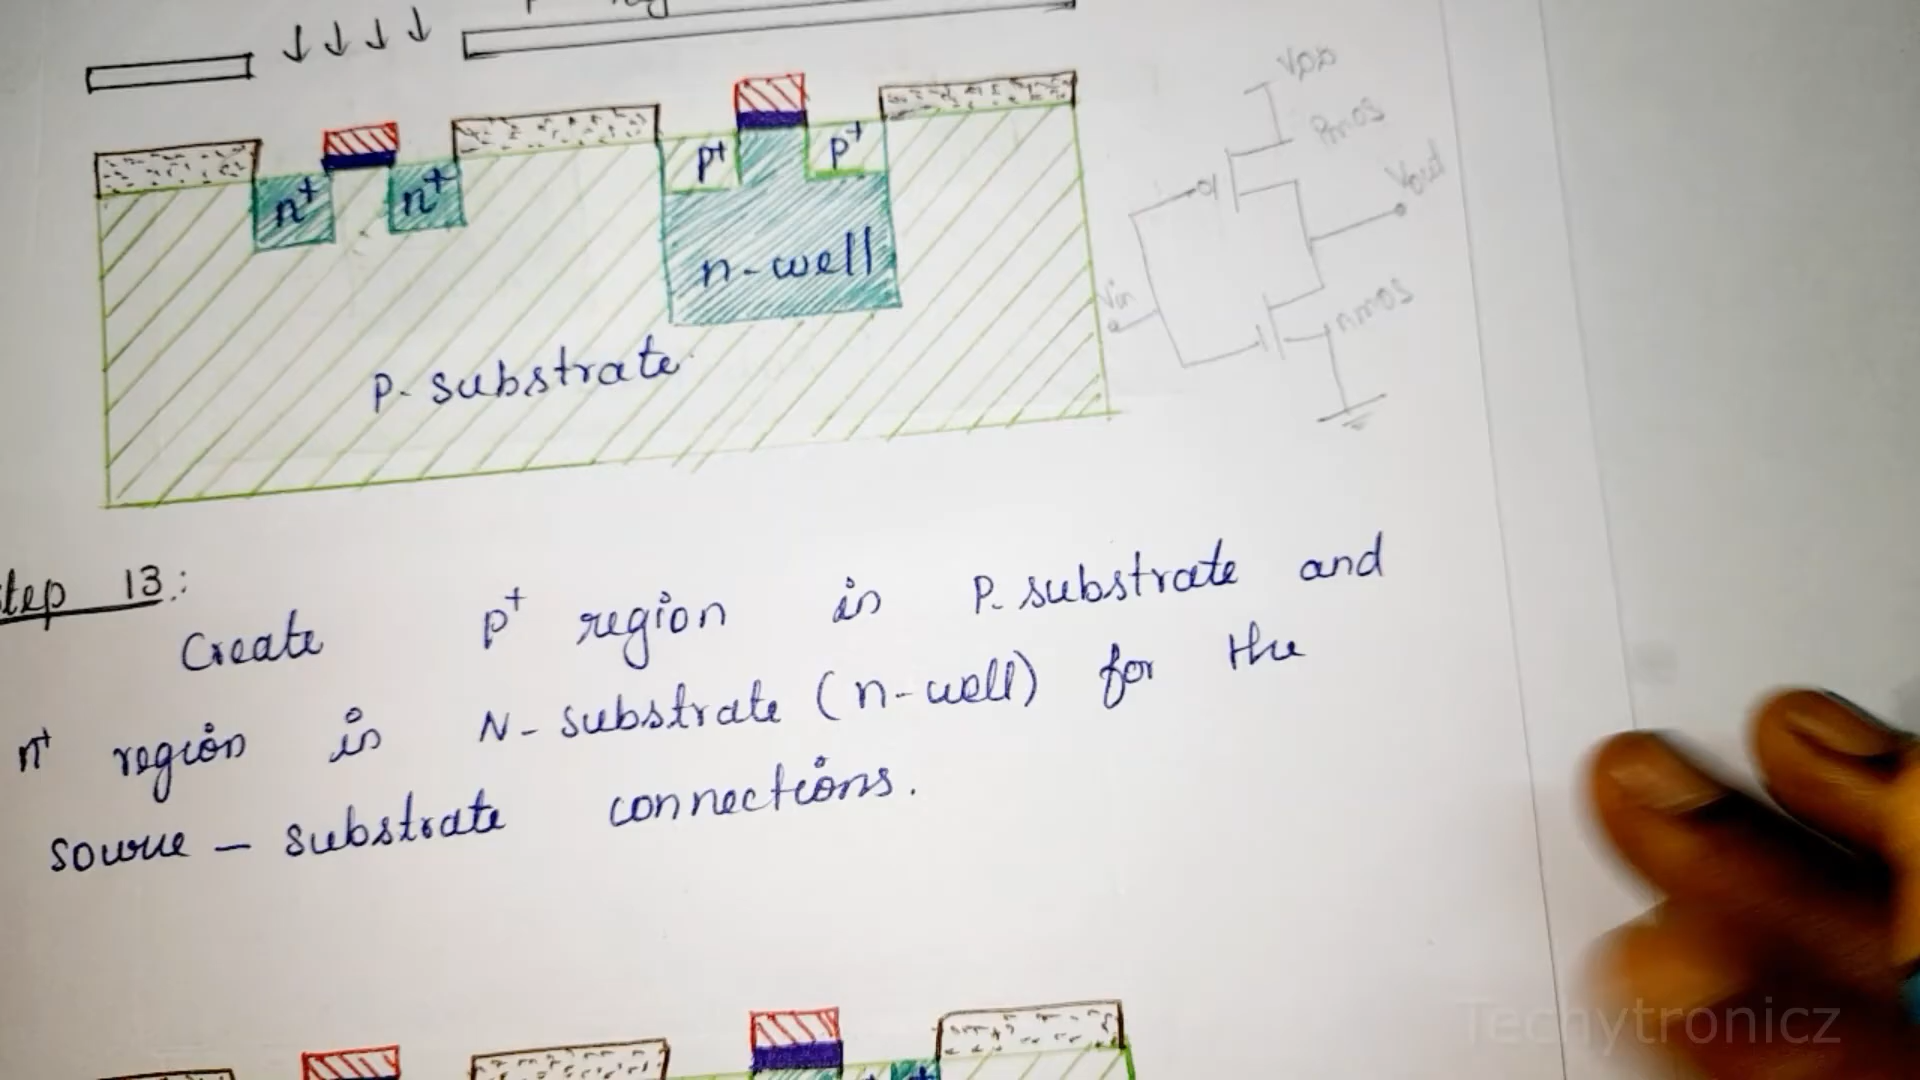 VDD
PMOS
p+ p+
n+ n+
Vout
n-well
Vin
nmos
P-substrate
Step 13:
Create p+ region in P-substrate and
n+ region in N-substrate (n-well) for the
source - substrate connections.
Techytronicz